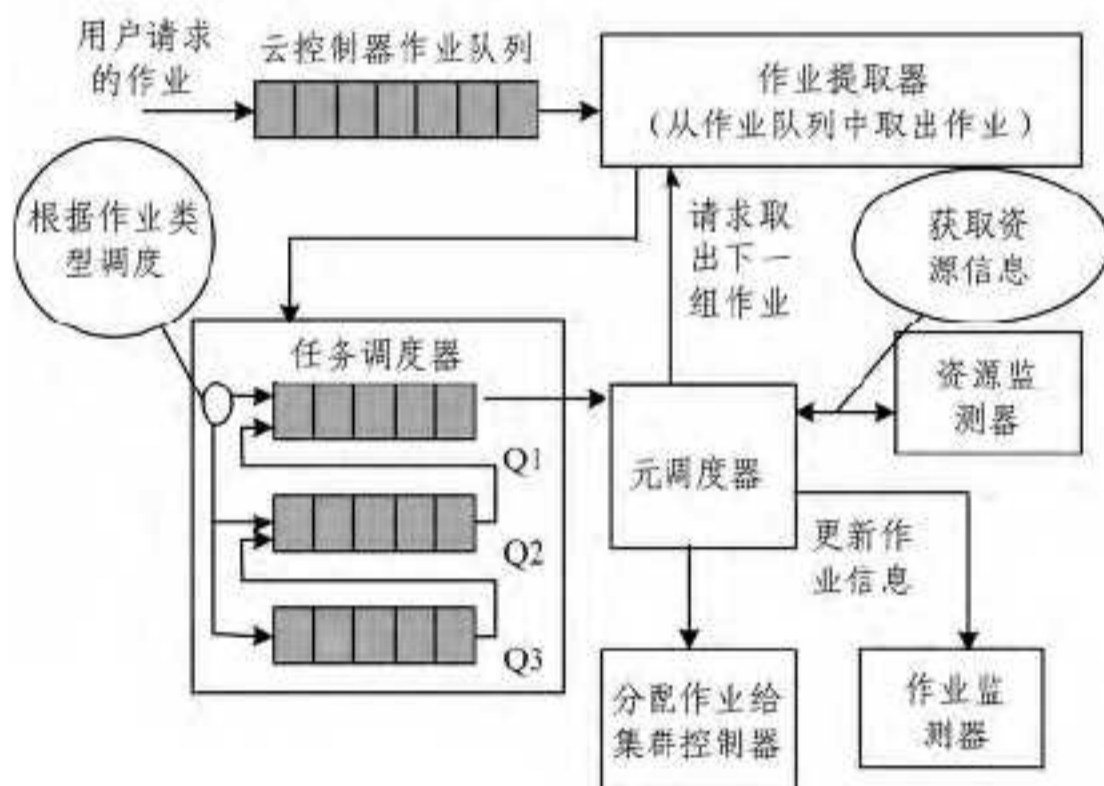 用户请求
的作业
云控制器作业队列
作业提取器
（从作业队列中取出作业）
根据作业类
型调度
请求取
出下一
组作业
获取资
源信息
任务调度器
资源监
测器
Q1
元调度器
Q2
更新作
业信息
Q3
分配作业给
集群控制器
作业监
测器